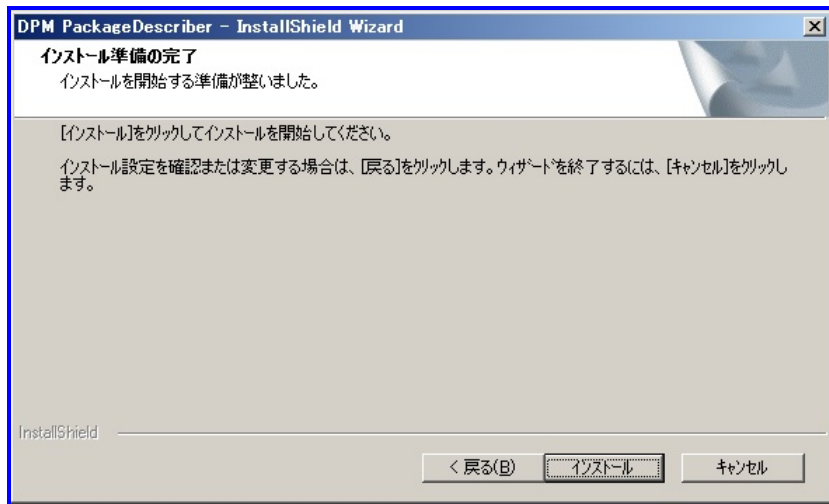 DPM PackageDescriber - InstallShield Wizard
インストール準備の完了
インストールを開始する準備が整いました。
[インストール]をクリックしてインストールを開始してください。
インストール設定を確認または変更する場合は、[戻る]をクリックします。ウィザードを終了するには、[キャンセル]をクリックし
ます。
InstallShield
< 戻る(B)
インストール
キャンセル